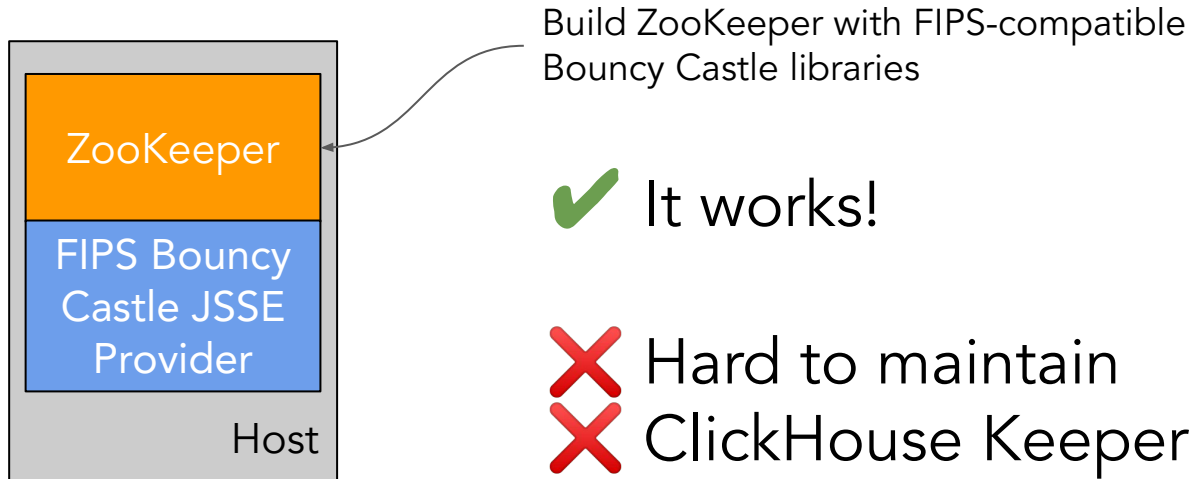 Build ZooKeeper with FIPS-compatible
Bouncy Castle libraries
ZooKeeper
FIPS Bouncy
Castle JSSE
Provider
Host
It works!
Hard to maintain
ClickHouse Keeper